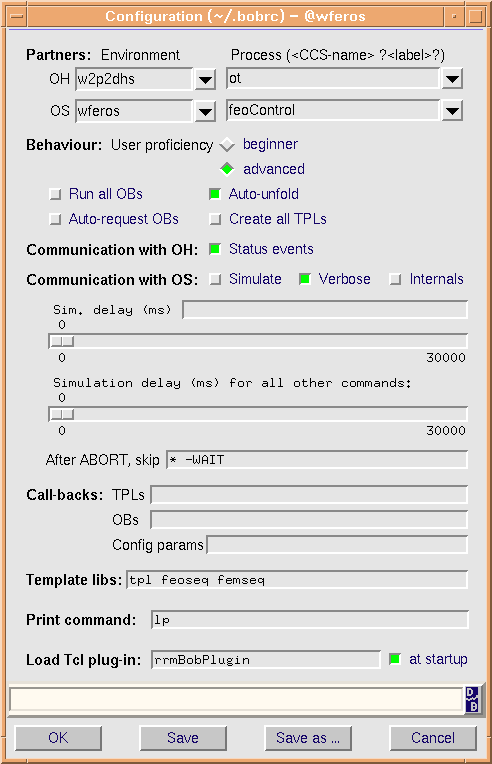 Configuration (~/.bobrc) – @wferos
Partners: Environment Process (<CCS-name> ?<label>?)
OH w2p2dhs ot
OS wferos feoControl
Behaviour: User proficiency beginner
advanced
Run all OBs Auto-unfold
Auto-request OBs Create all TPLs
Communication with OH: Status events
Communication with OS: Simulate Verbose Internals
Sim. delay (ms)
0
0 30000
Simulation delay (ms) for all other commands:
0
0 30000
After ABORT, skip * -WAIT
Call-backs: TPLs
OBs
Config params
Template libs: tpl feoseq femseq
Print command: lp
Load Tcl plug-in: rrmBobPlugin at startup
D
B
OK Save Save as ... Cancel